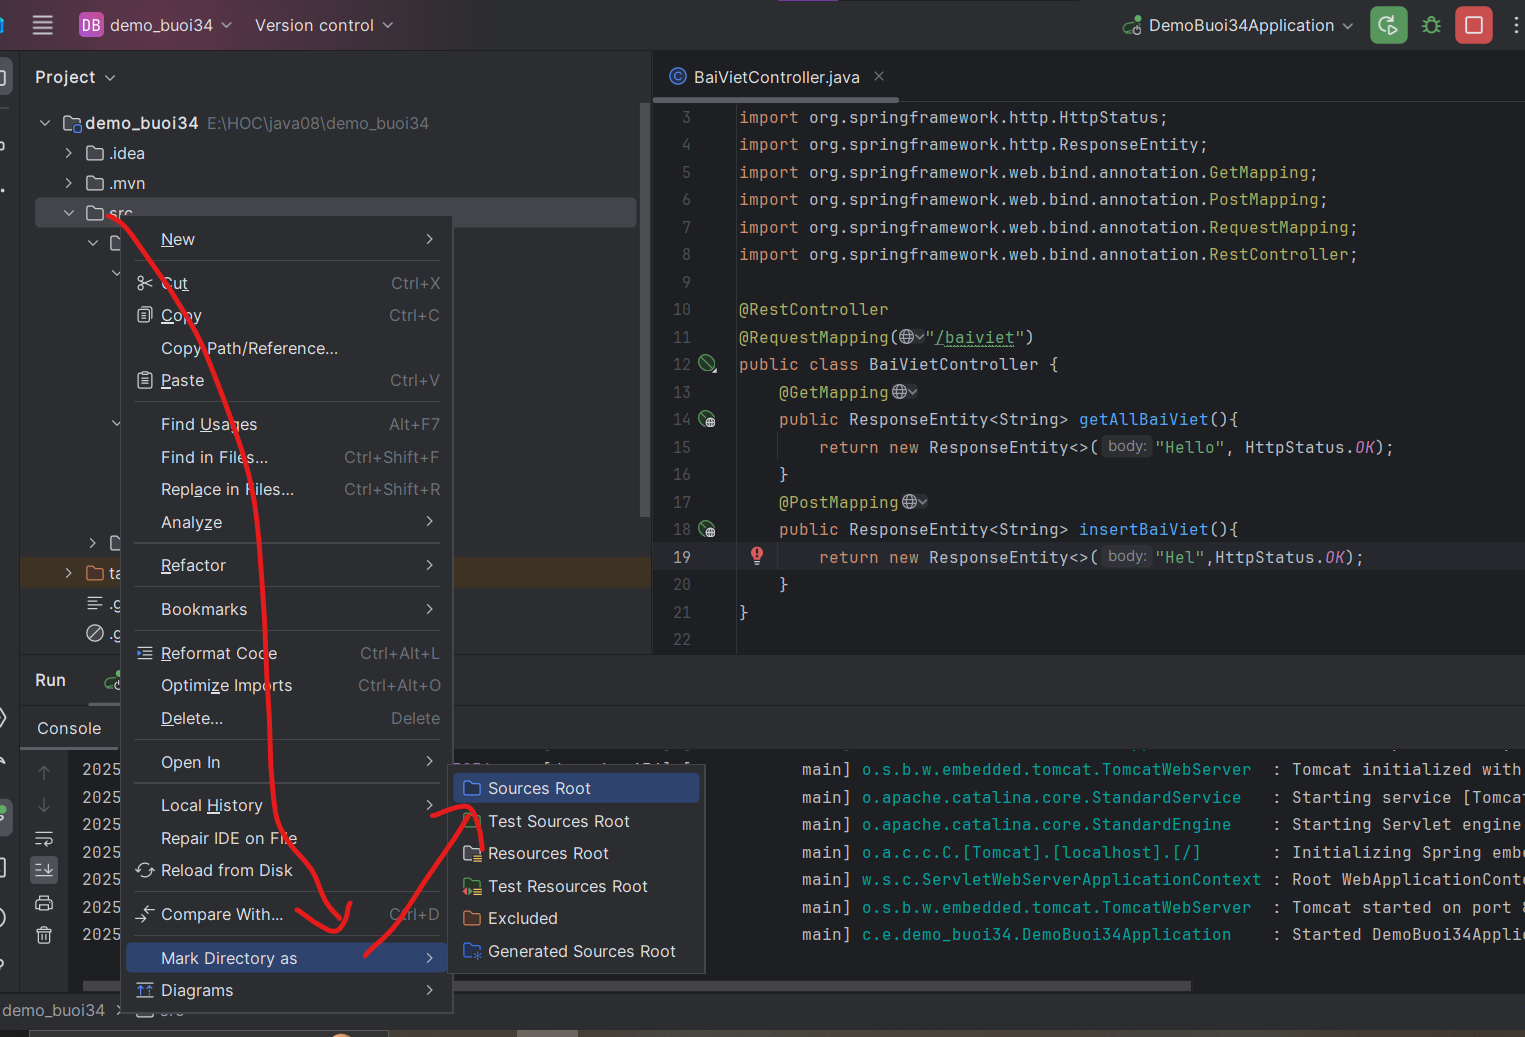 DB demo_buoi34 Version control DemoBuoi34Application
Project
demo_buoi34 E:\HOC\java08\demo_buoi34
.idea
.mvn
src
New
Cut Ctrl+X
Copy Ctrl+C
Copy Path/Reference...
Paste Ctrl+V
Find Usages Alt+F7
Find in Files... Ctrl+Shift+F
Replace in Files... Ctrl+Shift+R
Analyze
Refactor
Bookmarks
Reformat Code Ctrl+Alt+L
Optimize Imports Ctrl+Alt+O
Delete... Delete
Open In
Local History
Repair IDE on File
Reload from Disk
Compare With... Ctrl+D
Mark Directory as
Diagrams
Sources Root
Test Sources Root
Resources Root
Test Resources Root
Excluded
Generated Sources Root
BaiVietController.java
3 import org.springframework.http.HttpStatus;
4 import org.springframework.http.ResponseEntity;
5 import org.springframework.web.bind.annotation.GetMapping;
6 import org.springframework.web.bind.annotation.PostMapping;
7 import org.springframework.web.bind.annotation.RequestMapping;
8 import org.springframework.web.bind.annotation.RestController;
9
10 @RestController
11 @RequestMapping("/baiviet")
12 public class BaiVietController {
13 @GetMapping
14 public ResponseEntity<String> getAllBaiViet(){
15 return new ResponseEntity<>( body: "Hello", HttpStatus.OK);
16 }
17 @PostMapping
18 public ResponseEntity<String> insertBaiViet(){
19 return new ResponseEntity<>( body: "Hel",HttpStatus.OK);
20 }
21 }
22
Run
Console
2025 main] o.s.b.w.embedded.tomcat.TomcatWebServer : Tomcat initialized with
2025 main] o.apache.catalina.core.StandardService : Starting service [Tomca
2025 main] o.apache.catalina.core.StandardEngine : Starting Servlet engine
2025 main] o.a.c.c.C.[Tomcat].[localhost].[/] : Initializing Spring emb
2025 main] w.s.c.ServletWebServerApplicationContext : Root WebApplicationConte
2025 main] o.s.b.w.embedded.tomcat.TomcatWebServer : Tomcat started on port
2025 main] c.e.demo_buoi34.DemoBuoi34Application : Started DemoBuoi34Appli
demo_buoi34 > src